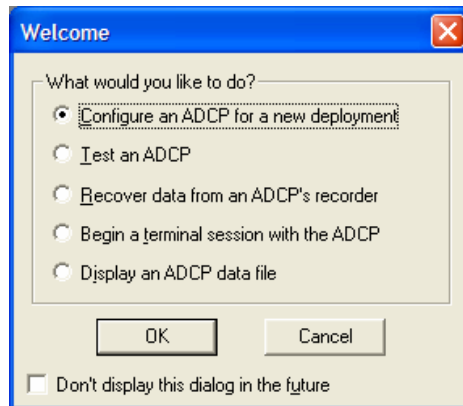 Welcome
What would you like to do?
Configure an ADCP for a new deployment
Test an ADCP
Recover data from an ADCP's recorder
Begin a terminal session with the ADCP
Display an ADCP data file
OK
Cancel
Don't display this dialog in the future